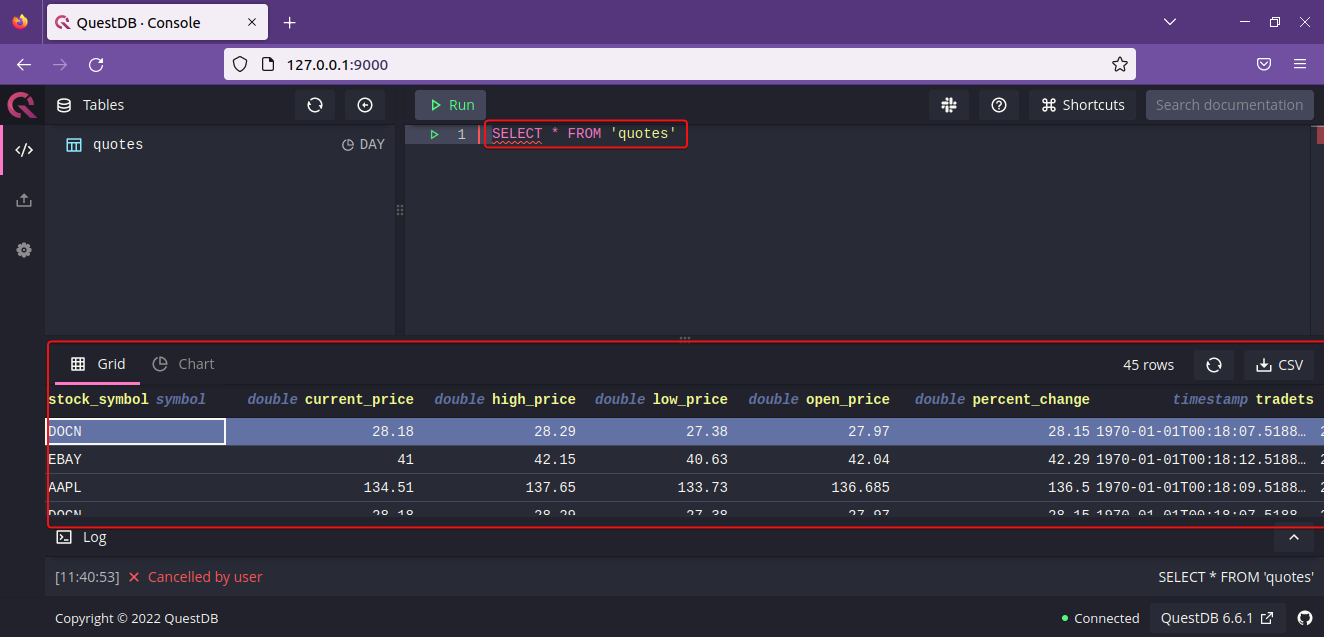 QuestDB · Console
127.0.0.1:9000
Tables
Run
Shortcuts
Search documentation
quotes
DAY
1
SELECT * FROM 'quotes'
Grid
Chart
45 rows
CSV
stock_symbol symbol double current_price double high_price double low_price double open_price double percent_change timestamp tradets
DOCN 28.18 28.29 27.38 27.97 28.15 1970-01-01T00:18:07.5188…
EBAY 41 42.15 40.63 42.04 42.29 1970-01-01T00:18:12.5188…
AAPL 134.51 137.65 133.73 136.685 136.5 1970-01-01T00:18:09.5188…
DOCN 28.18 28.29 27.38 27.97 28.15 1970-01-01T00:18:07.5188
Log
[11:40:53] Cancelled by user SELECT * FROM 'quotes'
Copyright © 2022 QuestDB
Connected
QuestDB 6.6.1